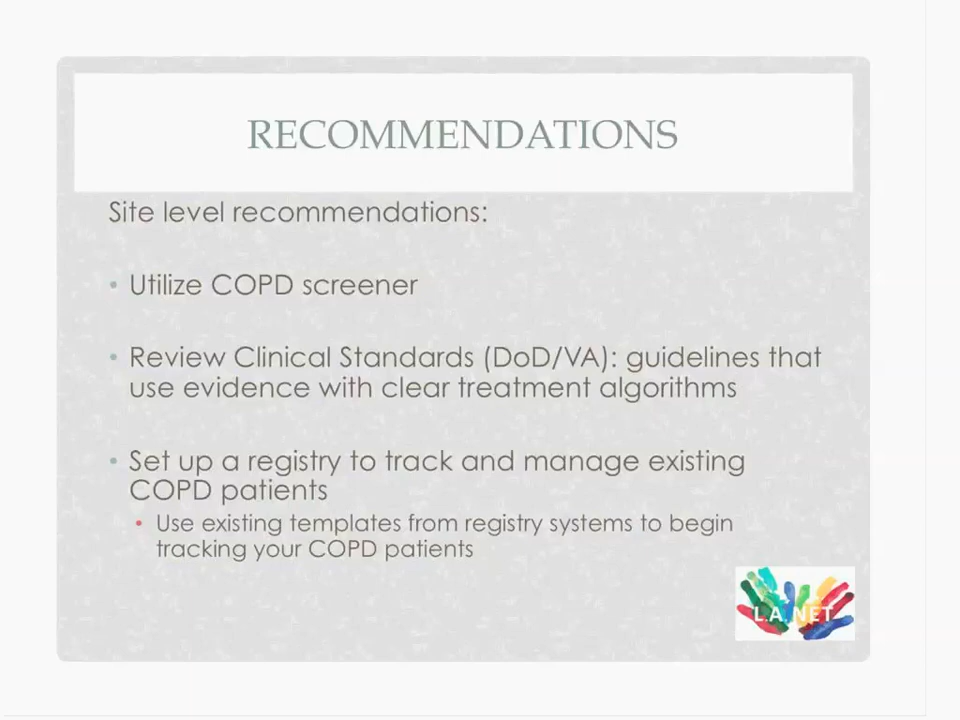 RECOMMENDATIONS
Site level recommendations:
• Utilize COPD screener
• Review Clinical Standards (DoD/VA): guidelines that
use evidence with clear treatment algorithms
• Set up a registry to track and manage existing
COPD patients
• Use existing templates from registry systems to begin
tracking your COPD patients
L.A. NET